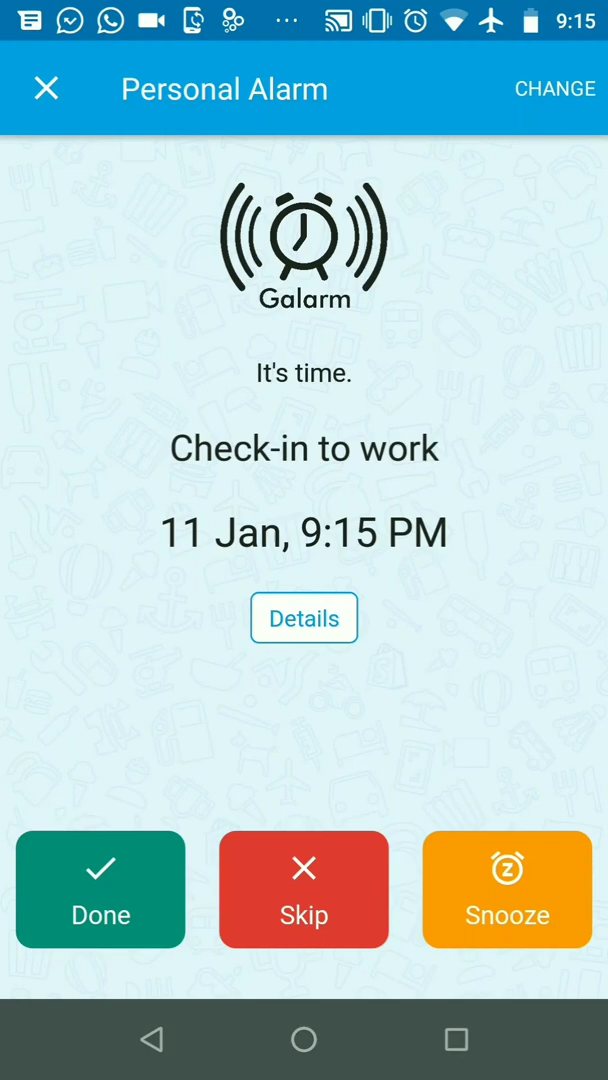 9:15
Personal Alarm
CHANGE
Galarm
It's time.
Check-in to work
11 Jan, 9:15 PM
Details
Done
Skip
Z
Snooze